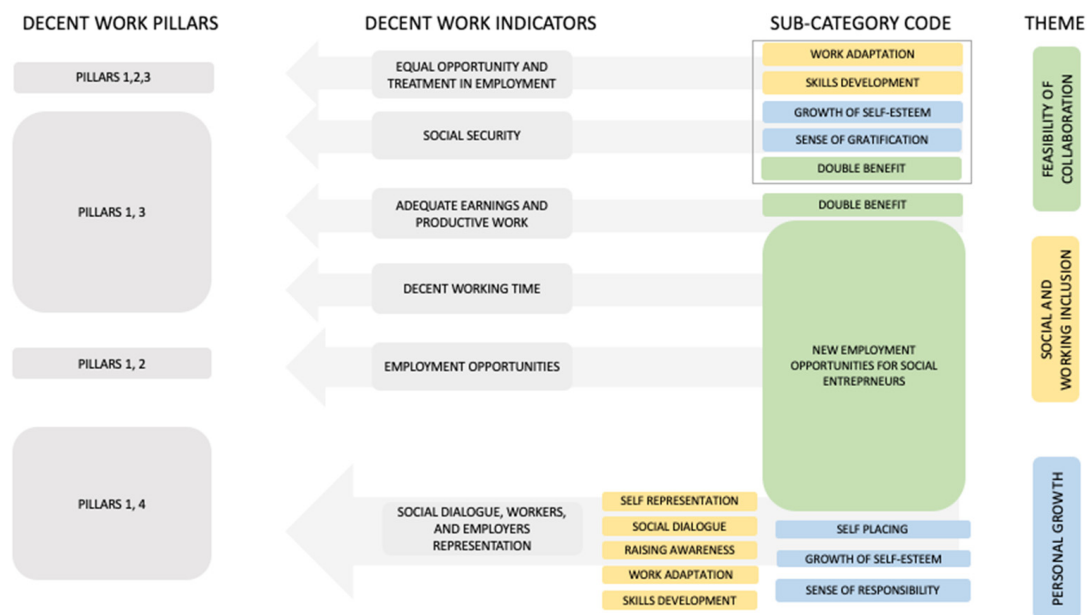 DECENT WORK PILLARS
DECENT WORK INDICATORS
SUB-CATEGORY CODE
THEME
PILLARS 1,2,3
PILLARS 1, 3
PILLARS 1, 2
PILLARS 1, 4
EQUAL OPPORTUNITY AND
TREATMENT IN EMPLOYMENT
SOCIAL SECURITY
ADEQUATE EARNINGS AND
PRODUCTIVE WORK
DECENT WORKING TIME
EMPLOYMENT OPPORTUNITIES
SOCIAL DIALOGUE, WORKERS,
AND EMPLOYERS
REPRESENTATION
WORK ADAPTATION
SKILLS DEVELOPMENT
GROWTH OF SELF-ESTEEM
SENSE OF GRATIFICATION
DOUBLE BENEFIT
DOUBLE BENEFIT
NEW EMPLOYMENT
OPPORTUNITIES FOR SOCIAL
ENTREPRNEURS
SELF REPRESENTATION
SOCIAL DIALOGUE
RAISING AWARENESS
WORK ADAPTATION
SKILLS DEVELOPMENT
SELF PLACING
GROWTH OF SELF-ESTEEM
SENSE OF RESPONSIBILITY
FEASIBILITY OF
COLLABORATION
SOCIAL AND
WORKING INCLUSION
PERSONAL GROWTH